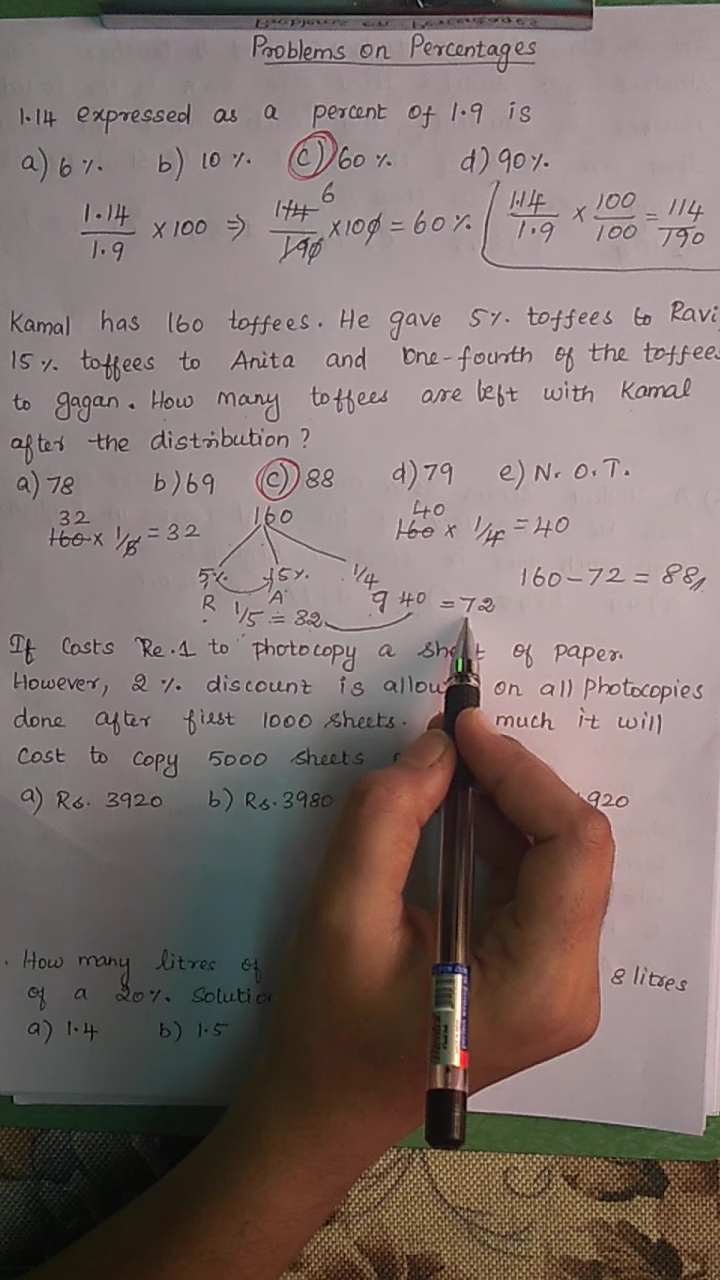 Problems on Percentages
1.14 expressed as a percent of 1.9 is
a) 6 %. b) 10 %. (c) 60 %. d) 90%.
1.14/1.9 × 100 ⇒ 114/190 6 × 100 = 60 %. 1.14/1.9 × 100/100 = 114/190
Kamal has 160 toffees. He gave 5%. toffees to Ravi
15 %. toffees to Anita and One-fourth of the toffees
to gagan. How many toffees are left with Kamal
after the distribution?
a) 78 b) 69 (c) 88 d) 79 e) N. O. T.
32 160 × 1/5 = 32 160 40 160 × 1/4 = 40
5%. 15%. 1/4 160 - 72 = 88
R A 1/5 = 32 40 = 72
If Costs Re.1 to photocopy a of paper.
However, 2 %. discount is on all photocopies
done after first 1000 sheets. much it will
Cost to copy 5000 sheets
a) Rs. 3920 b) Rs. 3980 920
How many litres of 8 litres
of a 20%.
a) 1.4 b) 1.5